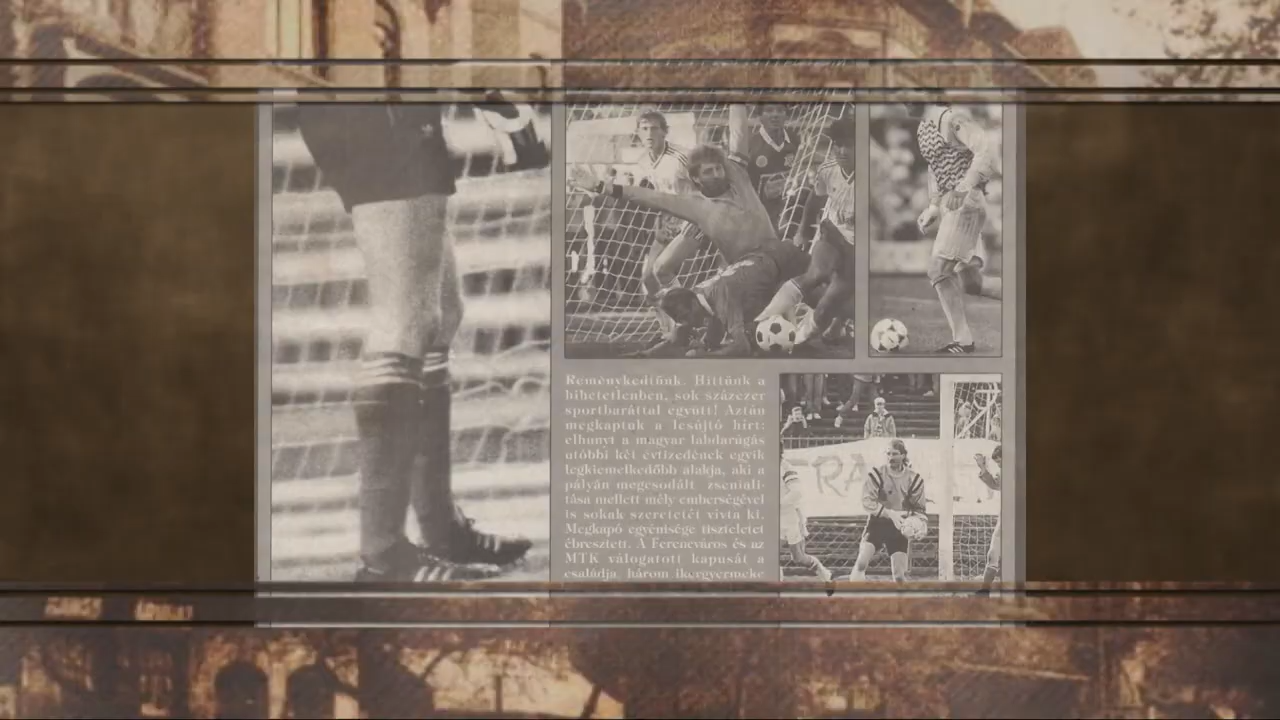 Reménykedtünk. Hittünk a
hihetetlenben, sok százezer
sportbaráttal együtt! Aztán
megkaptuk a lesújtó hírt:
elhunyt a magyar labdarúgás
utóbbi két évtizedének egyik
legkiemelkedőbb alakja, aki a
pályán megcsodált zseniali-
tása mellett mély emberségével
is sokak szeretetét vívta ki.
Megkapó egyénisége tiszteletet
ébresztett. A Ferencváros és az
MTK válogatott kapusát a
családja, három ikergyermeke
RA